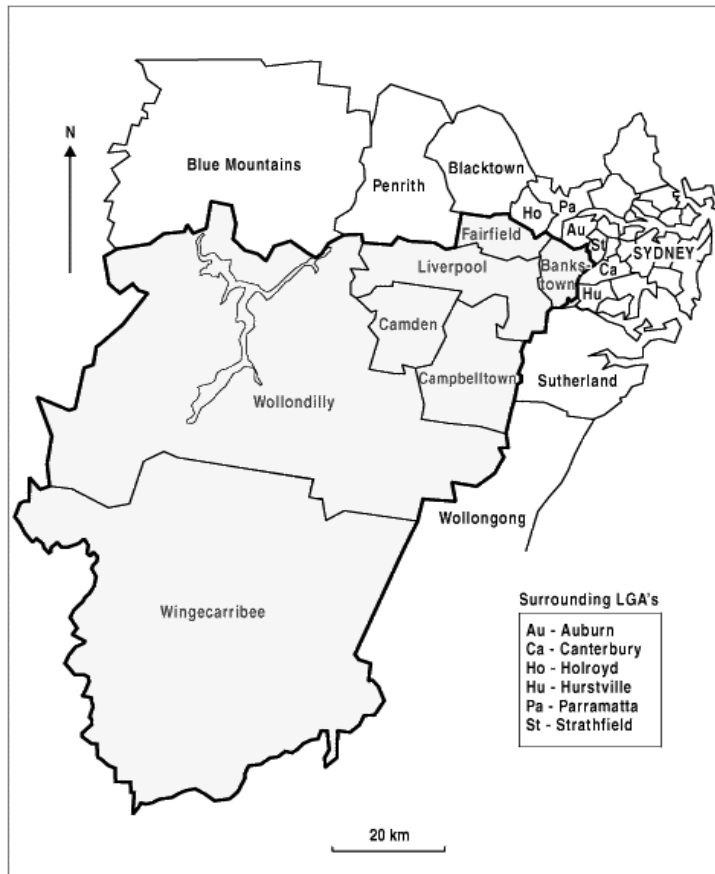 N
Blue Mountains
Penrith
Blacktown
Ho
Pa
Au
St
SYDNEY
Fairfield
Liverpool
Banks-
town
Ca
Hu
Camden
Campbelltown
Sutherland
Wollondilly
Wollongong
Wingecarribee
Surrounding LGA's
Au - Auburn
Ca - Canterbury
Ho - Holroyd
Hu - Hurstville
Pa - Parramatta
St - Strathfield
20 km